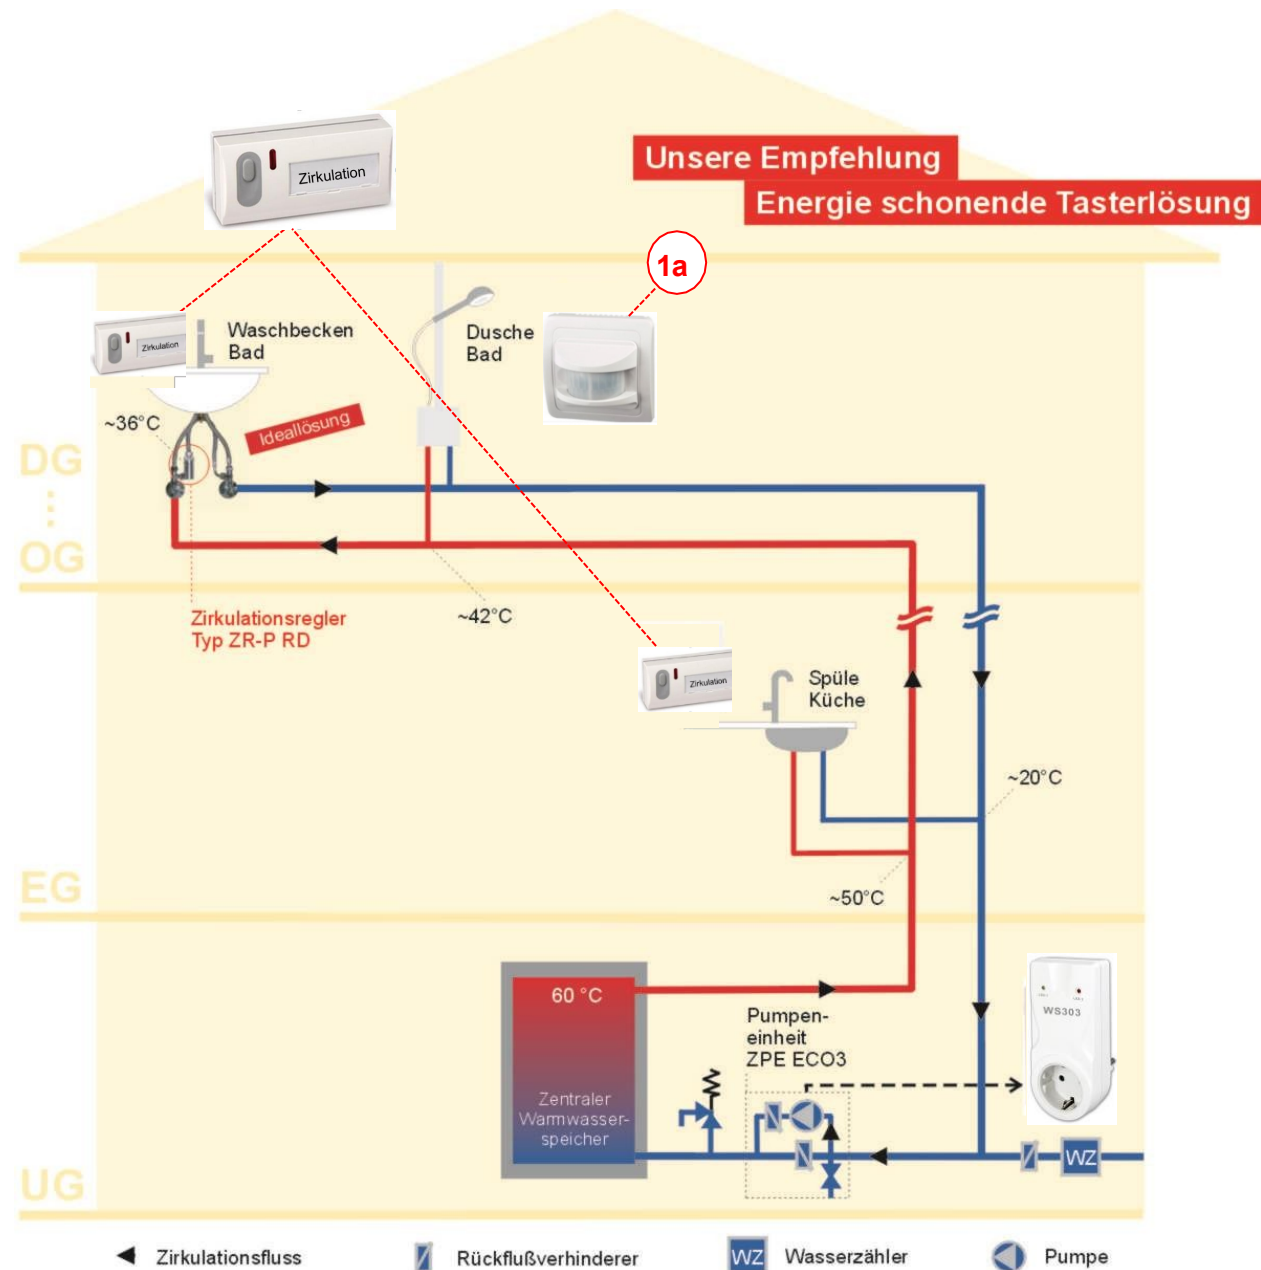 Unsere Empfehlung
Energie schonende Tasterlösung
Zirkulation
1a
Zirkulation
Waschbecken
Bad
Dusche
Bad
~36°C
Ideallösung
DG
OG
Zirkulationsregler
Typ ZR-P RD
~42°C
Zirkulation
Spüle
Küche
~20°C
~50°C
EG
60 °C
Pumpen-
einheit
ZPE ECO3
WS303
Zentraler
Warmwasser-
speicher
WZ
UG
Zirkulationsfluss
Rückflußverhinderer
WZ Wasserzähler
Pumpe